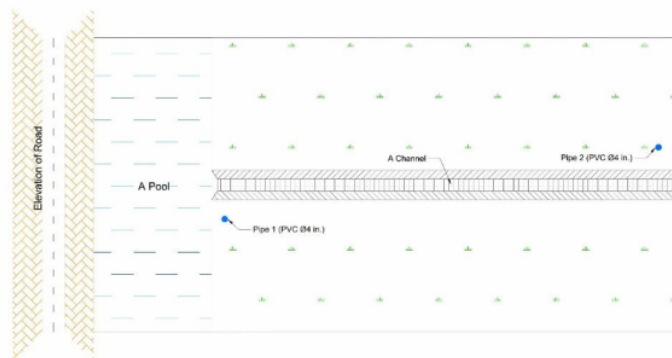 Elevation of Road
A Pool
A Channel
Pipe 2 (PVC Ø4 in.)
Pipe 1 (PVC Ø4 in.)